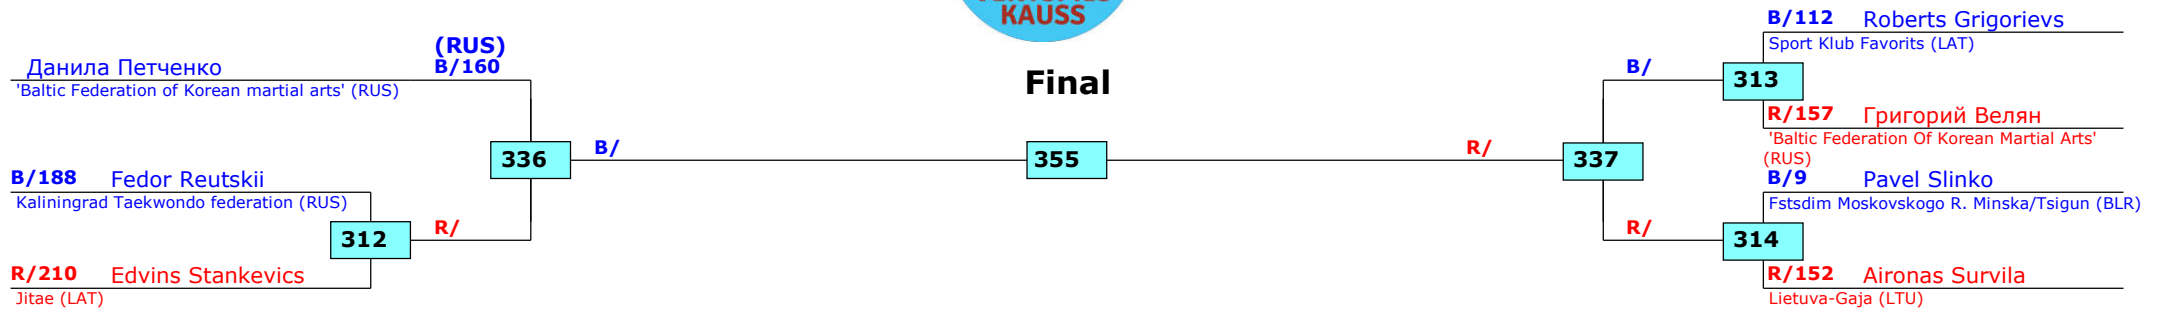 KAUSS
Final
(RUS)
Данила Петченко B/160
'Baltic Federation of Korean martial arts' (RUS)
336
B/
B/188 Fedor Reutskii
Kaliningrad Taekwondo federation (RUS)
312
R/
R/210 Edvins Stankevics
Jitae (LAT)
355
R/
337
B/112 Roberts Grigorievs
Sport Klub Favorits (LAT)
B/
313
R/157 Григорий Велян
'Baltic Federation Of Korean Martial Arts'
(RUS)
B/9 Pavel Slinko
Fstsdim Moskovskogo R. Minska/Tsigun (BLR)
R/
314
R/152 Aironas Survila
Lietuva-Gaja (LTU)